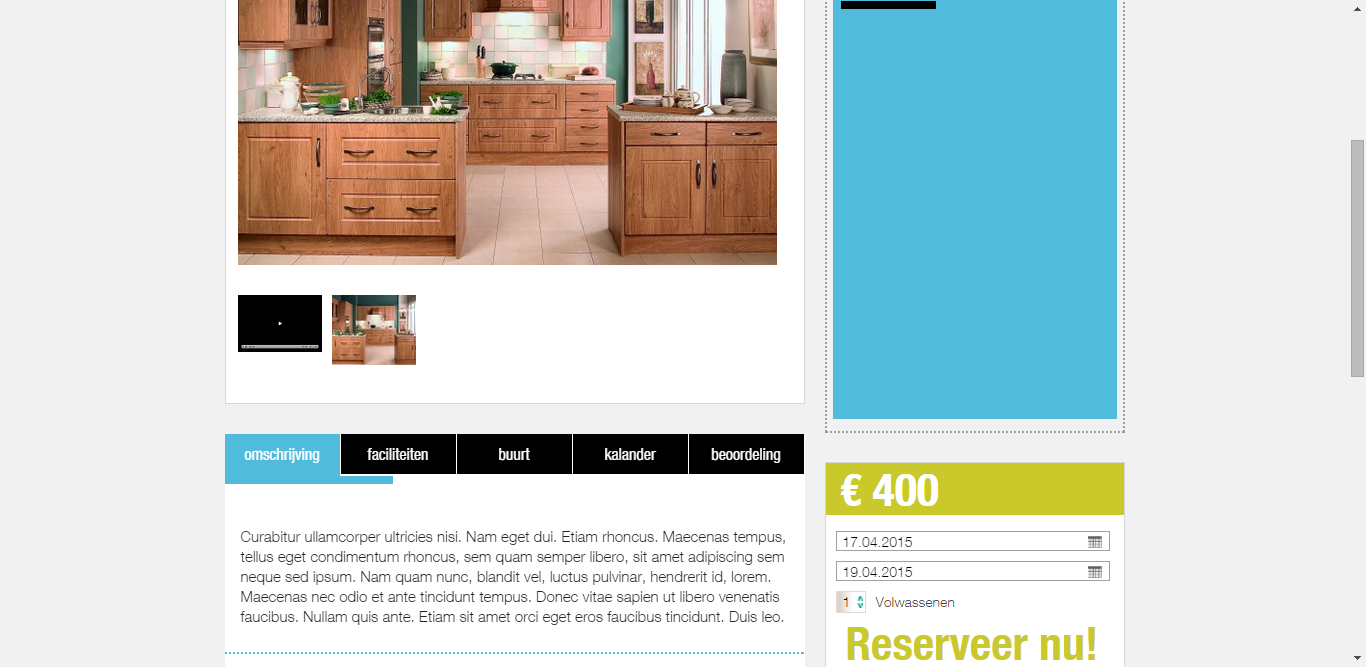 omschrijving faciliteiten buurt kalander beoordeling
Curabitur ullamcorper ultricies nisi. Nam eget dui. Etiam rhoncus. Maecenas tempus,
tellus eget condimentum rhoncus, sem quam semper libero, sit amet adipiscing sem
neque sed ipsum. Nam quam nunc, blandit vel, luctus pulvinar, hendrerit id, lorem.
Maecenas nec odio et ante tincidunt tempus. Donec vitae sapien ut libero venenatis
faucibus. Nullam quis ante. Etiam sit amet orci eget eros faucibus tincidunt. Duis leo.
€ 400
17.04.2015
19.04.2015
1 Volwassenen
Reserveer nu!